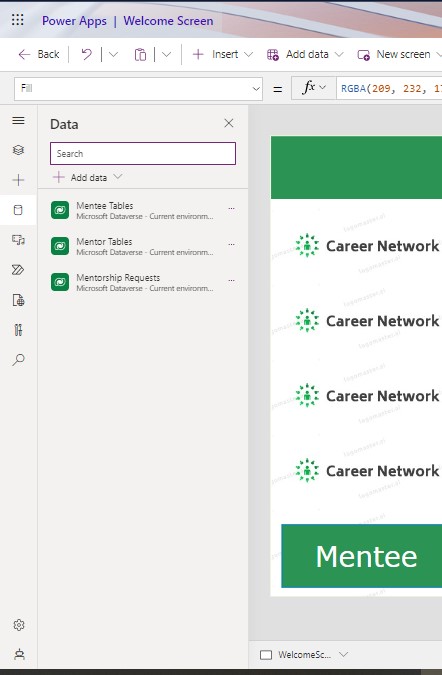 Power Apps | Welcome Screen
Back
Insert
Add data
New screen
Fill
=
fx
RGBA(209, 232, 17
Data
Search
Add data
Mentee Tables
Microsoft Dataverse - Current environm...
Mentor Tables
Microsoft Dataverse - Current environm...
Mentorship Requests
Microsoft Dataverse - Current environm...
Career Network
Career Network
Career Network
Career Network
Mentee
WelcomeSc...